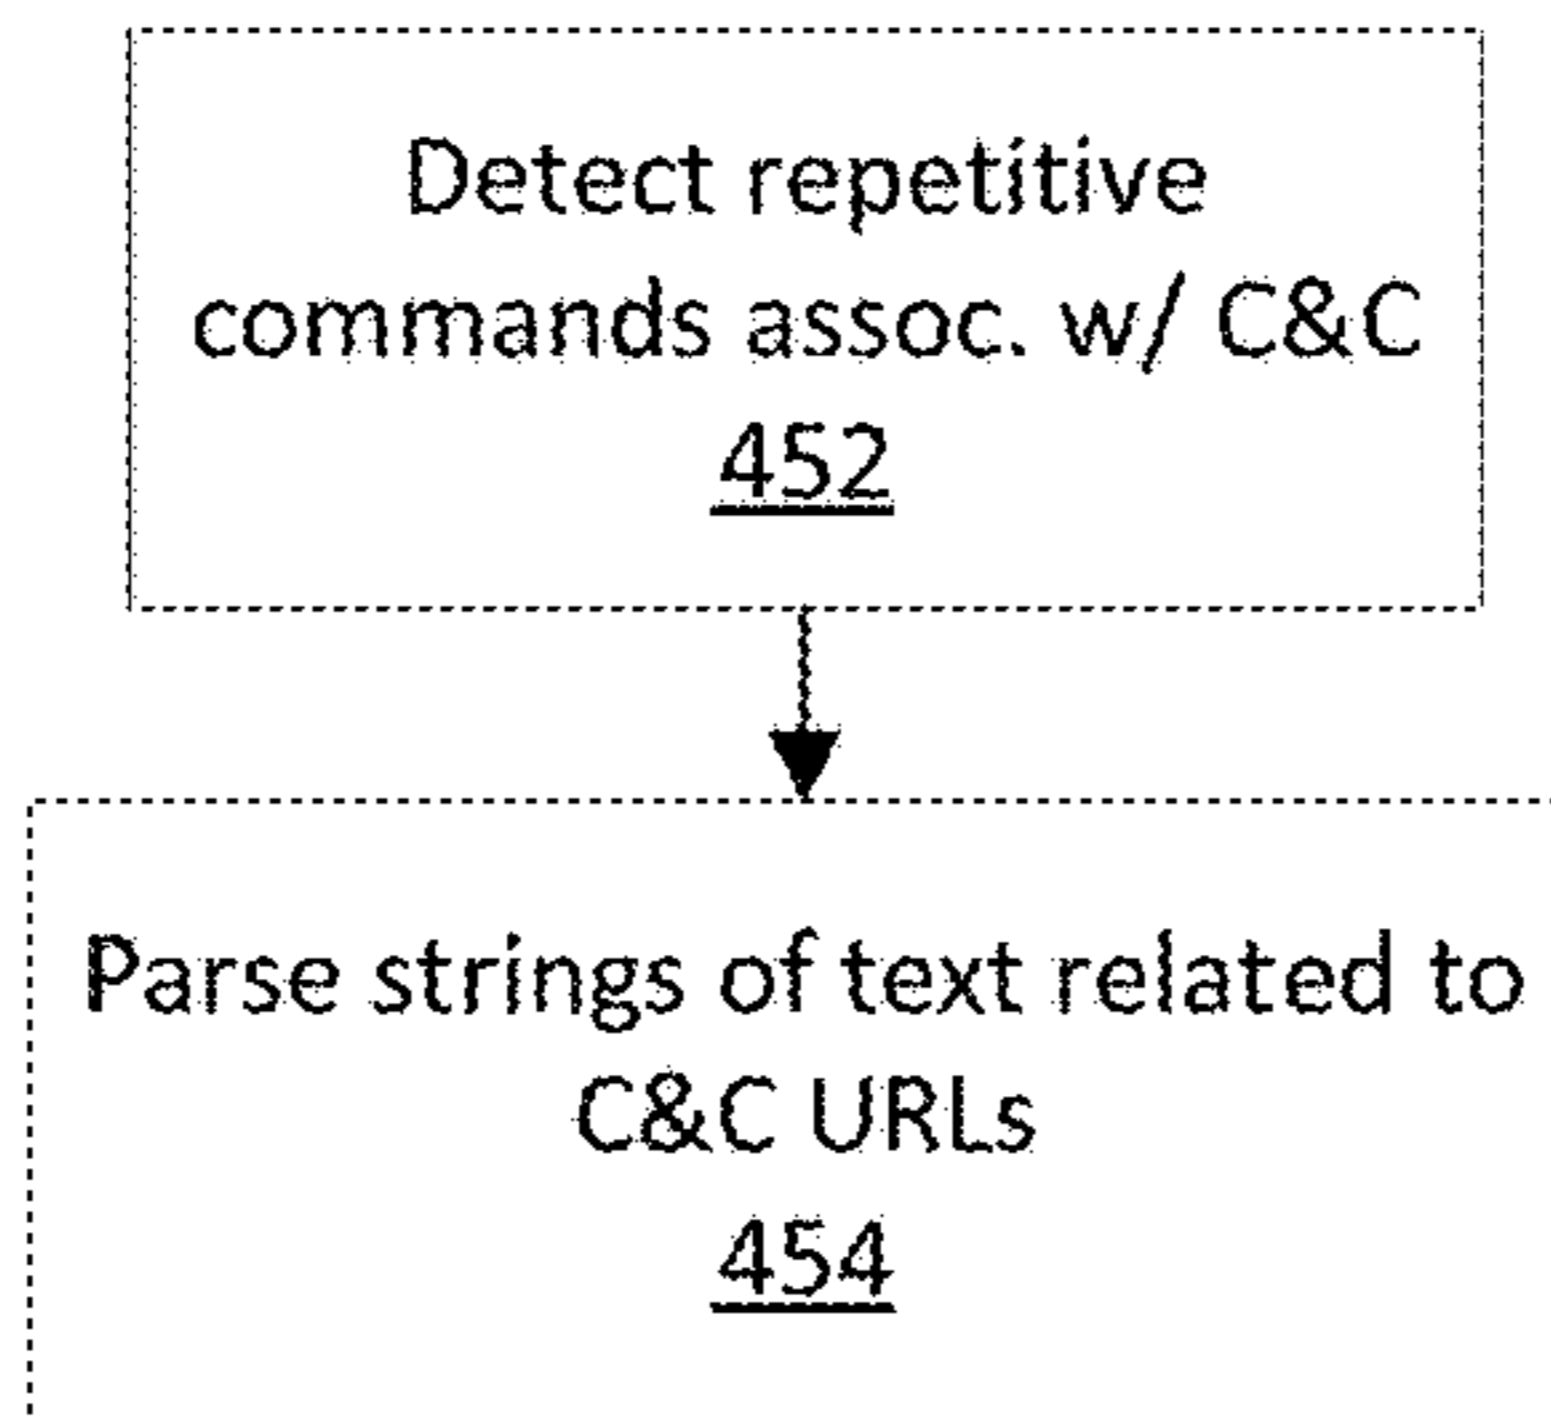 Detect repetitive
commands assoc. w/ C&C
452
Parse strings of text related to
C&C URLs
454